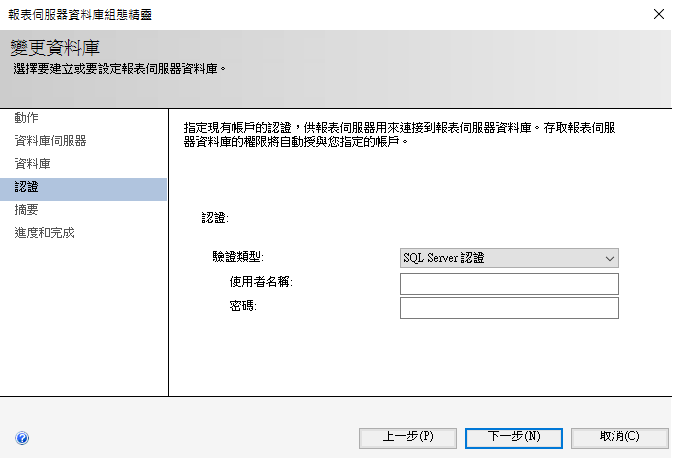 報表伺服器資料庫組態精靈
變更資料庫
選擇要建立或要設定報表伺服器資料庫。
動作
資料庫伺服器
資料庫
認證
摘要
進度和完成
指定現有帳戶的認證，供報表伺服器用來連接到報表伺服器資料庫。存取報表伺服
器資料庫的權限將自動授與您指定的帳戶。
認證:
驗證類型:
SQL Server 認證
使用者名稱:
密碼:
上一步(P)
下一步(N)
取消(C)